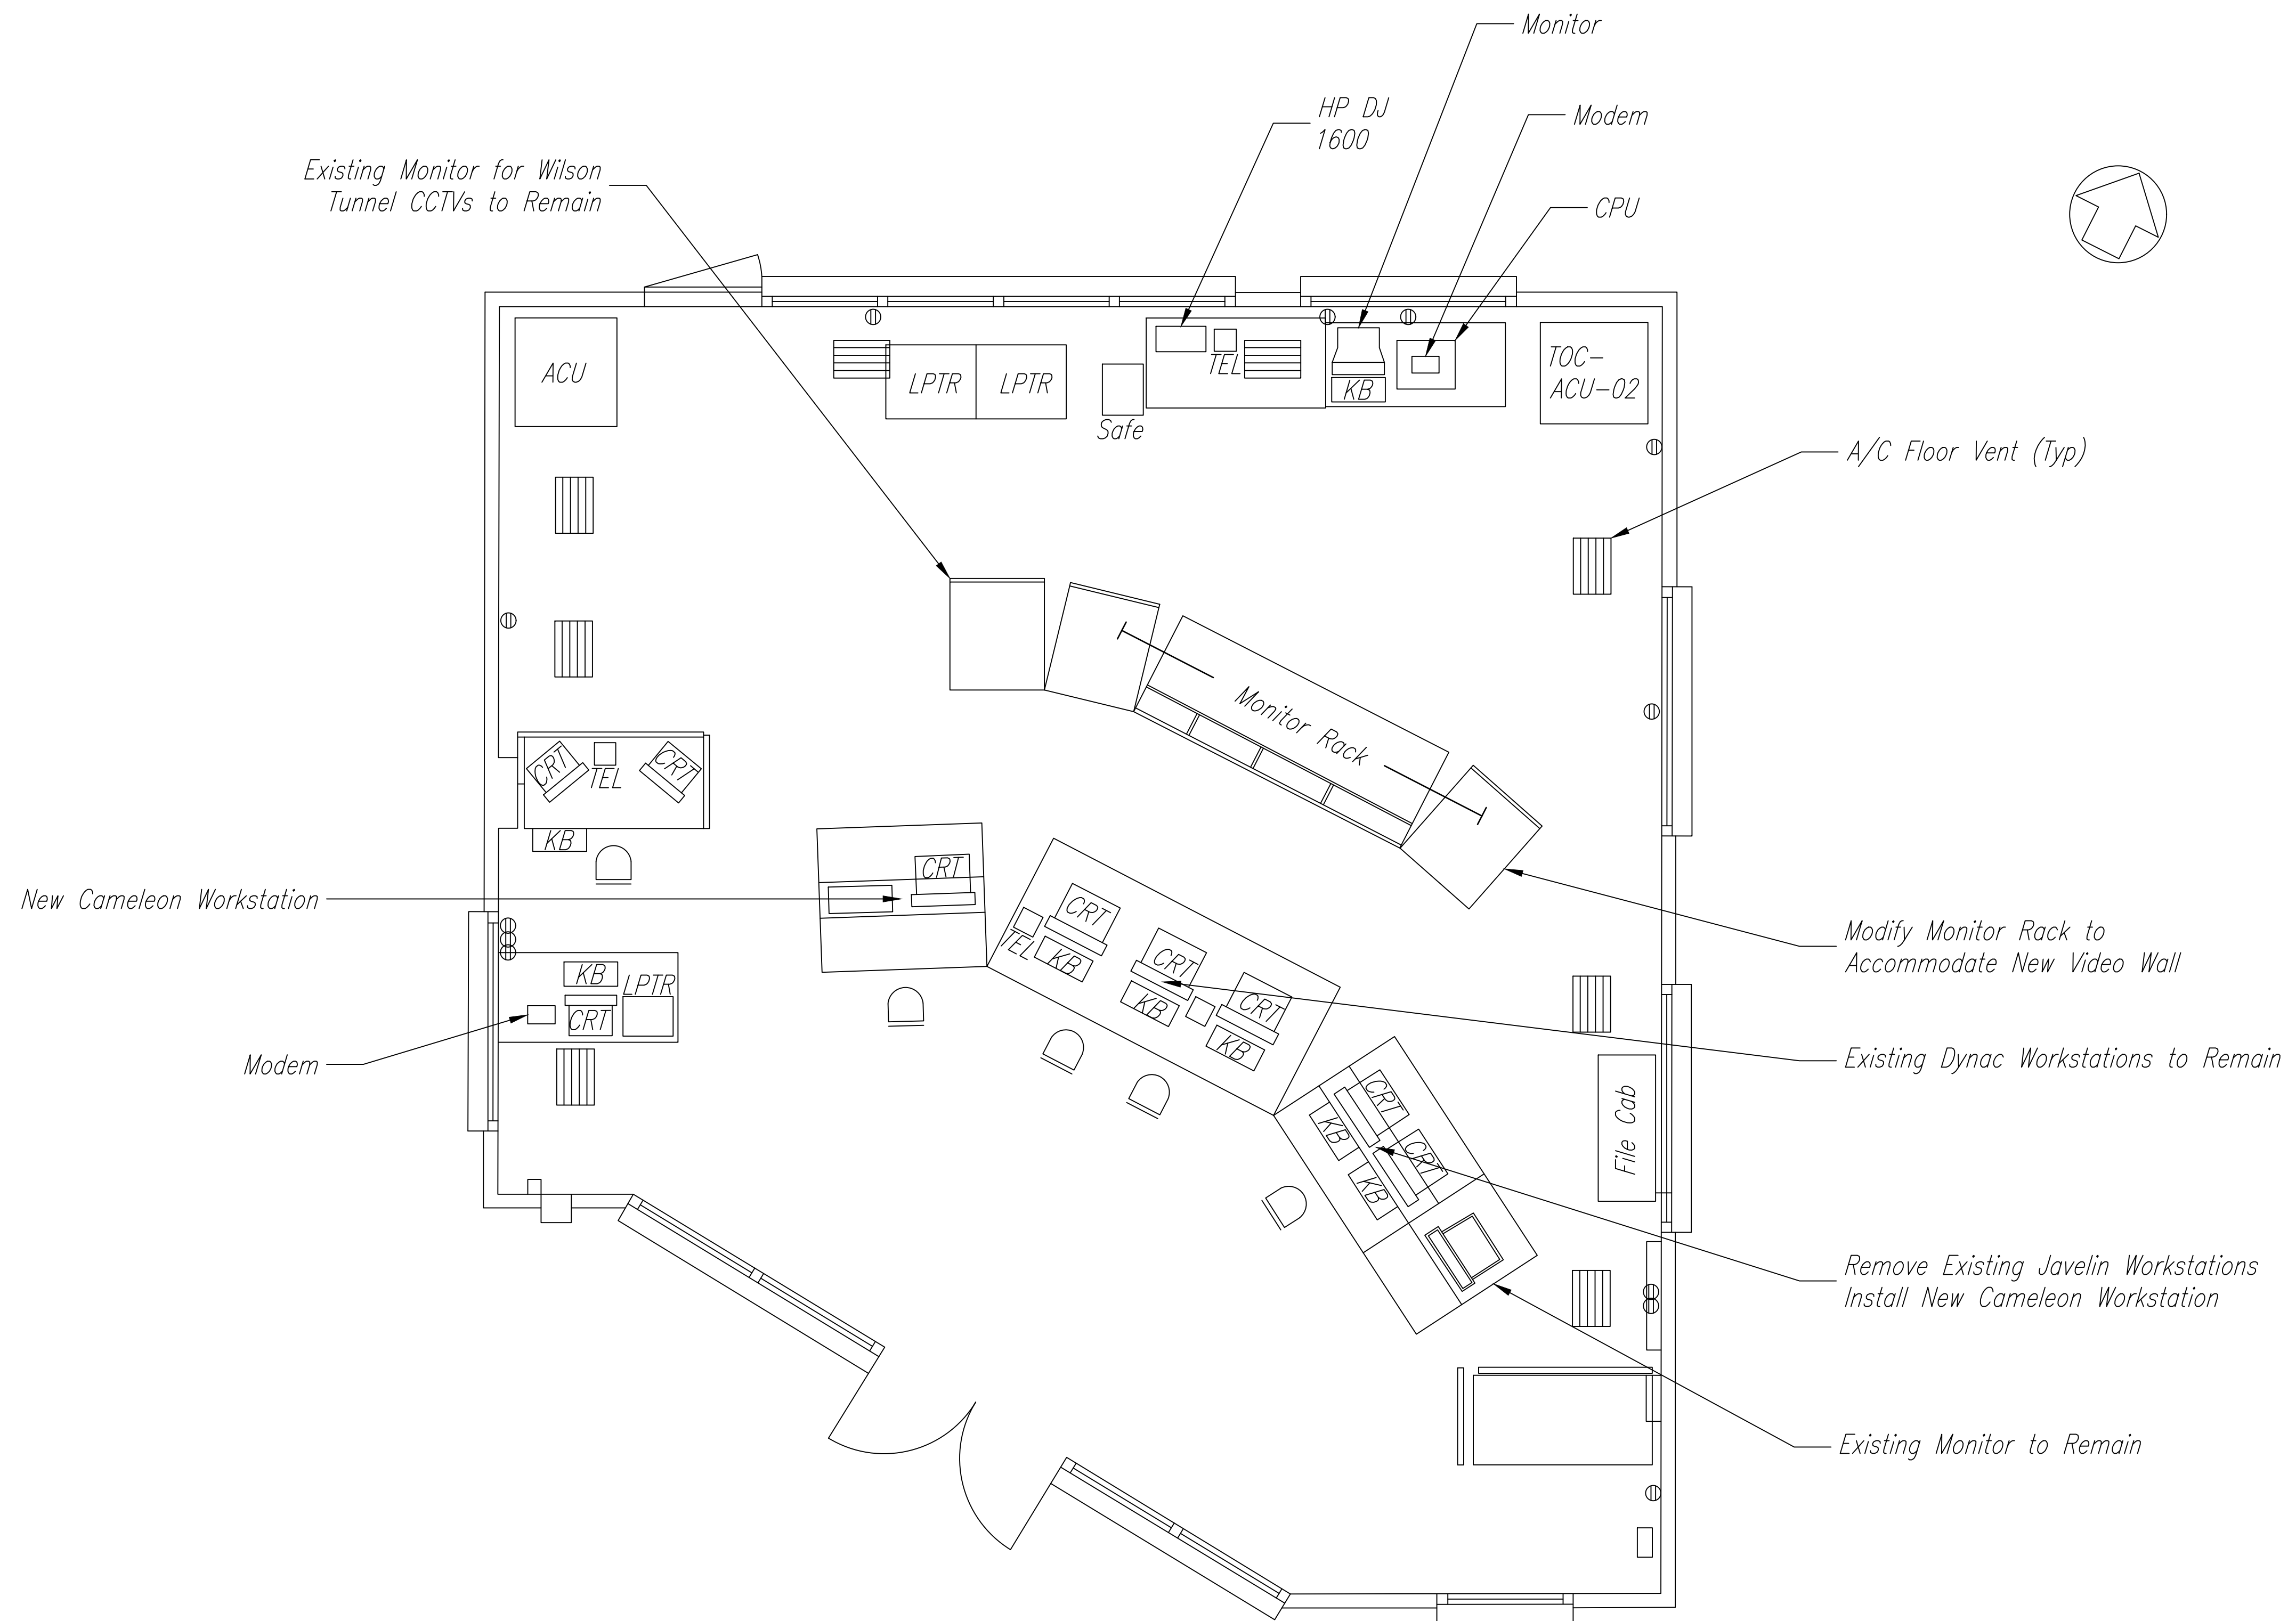 Monitor
HP DJ
1600
Modem
Existing Monitor for Wilson
Tunnel CCTVs to Remain
CPU
ACU
LPTR
LPTR
Safe
TEL
KB
TOC-
ACU-02
A/C Floor Vent (Typ)
Monitor Rack
CRT
TEL
CRT
KB
New Cameleon Workstation
CRT
CRT
TEL
KB
CRT
KB
CRT
KB
Modify Monitor Rack to
Accommodate New Video Wall
KB
LPTR
CRT
Modem
Existing Dynac Workstations to Remain
CRT
KB
CRT
KB
File Cab
Remove Existing Javelin Workstations
Install New Cameleon Workstation
Existing Monitor to Remain